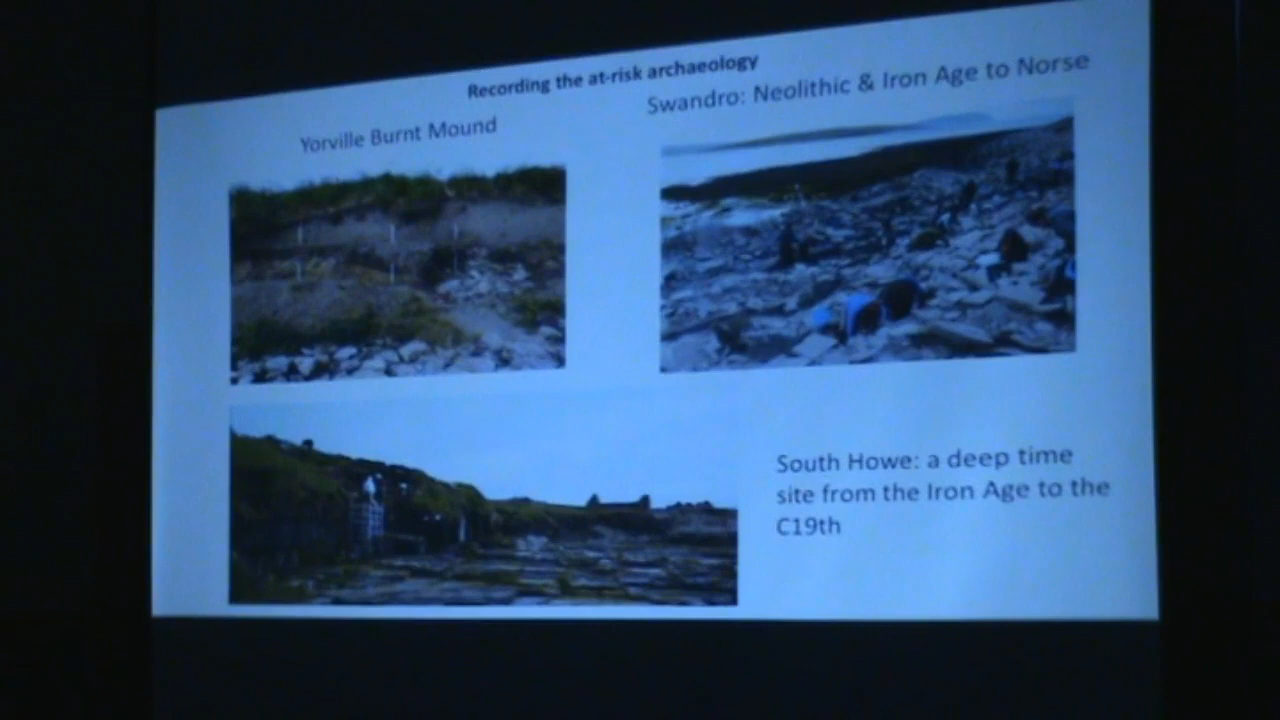 Recording the at-risk archaeology
Yorville Burnt Mound
Swandro: Neolithic & Iron Age to Norse
South Howe: a deep time
site from the Iron Age to the
C19th